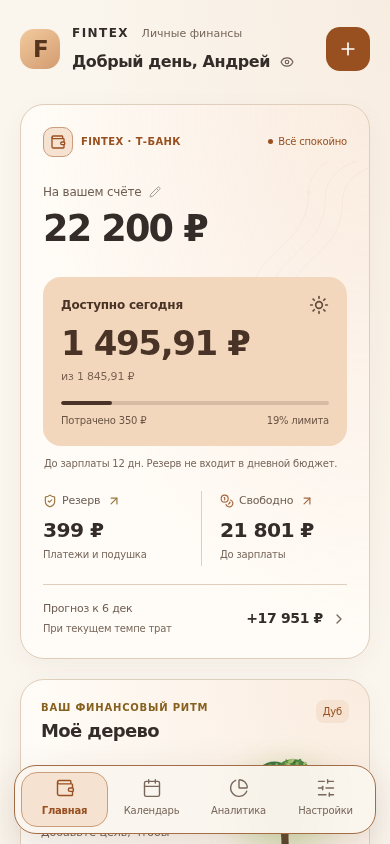 F
FINTEX Личные финансы
Добрый день, Андрей
FINTEX · Т-БАНК
Всё спокойно
На вашем счёте
22 200 ₽
Доступно сегодня
1 495,91 ₽
из 1 845,91 ₽
Потрачено 350 ₽ 19% лимита
До зарплаты 12 дн. Резерв не входит в дневной бюджет.
Резерв
399 ₽
Платежи и подушка
Свободно
21 801 ₽
До зарплаты
Прогноз к 6 дек
При текущем темпе трат
+17 951 ₽
ВАШ ФИНАНСОВЫЙ РИТМ
Моё дерево
Дуб
Главная
Календарь
Аналитика
Настройки